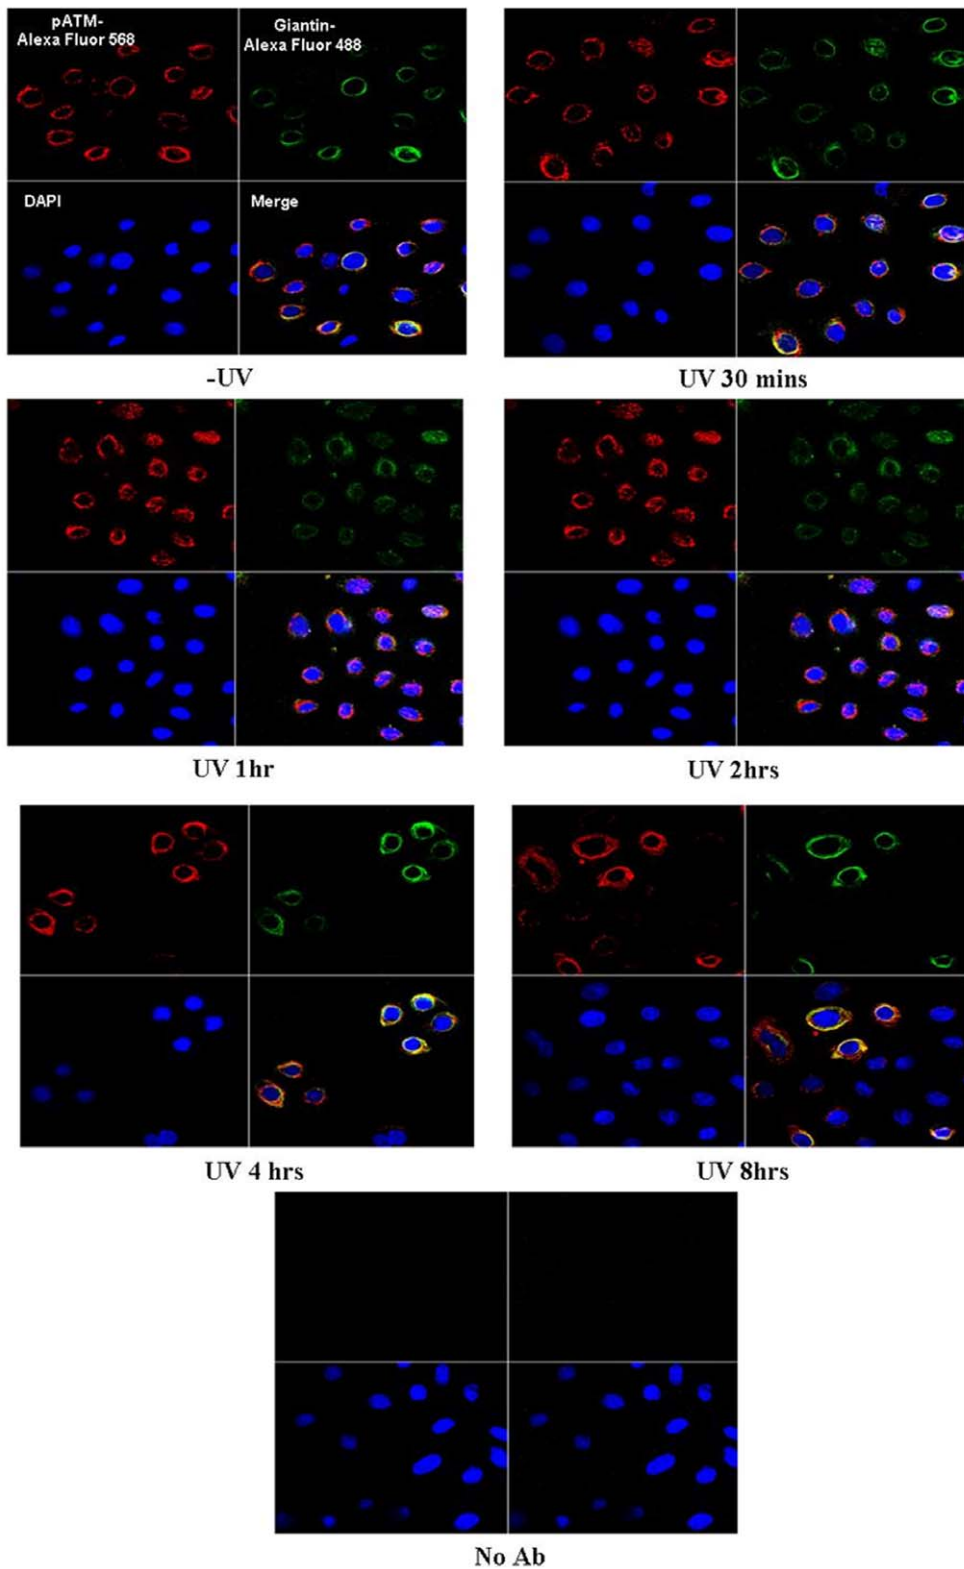 pATM-
Alexa Fluor 568
Giantin-
Alexa Fluor 488
DAPI
Merge
-UV
UV 30 mins
UV 1hr
UV 2hrs
UV 4 hrs
UV 8hrs
No Ab